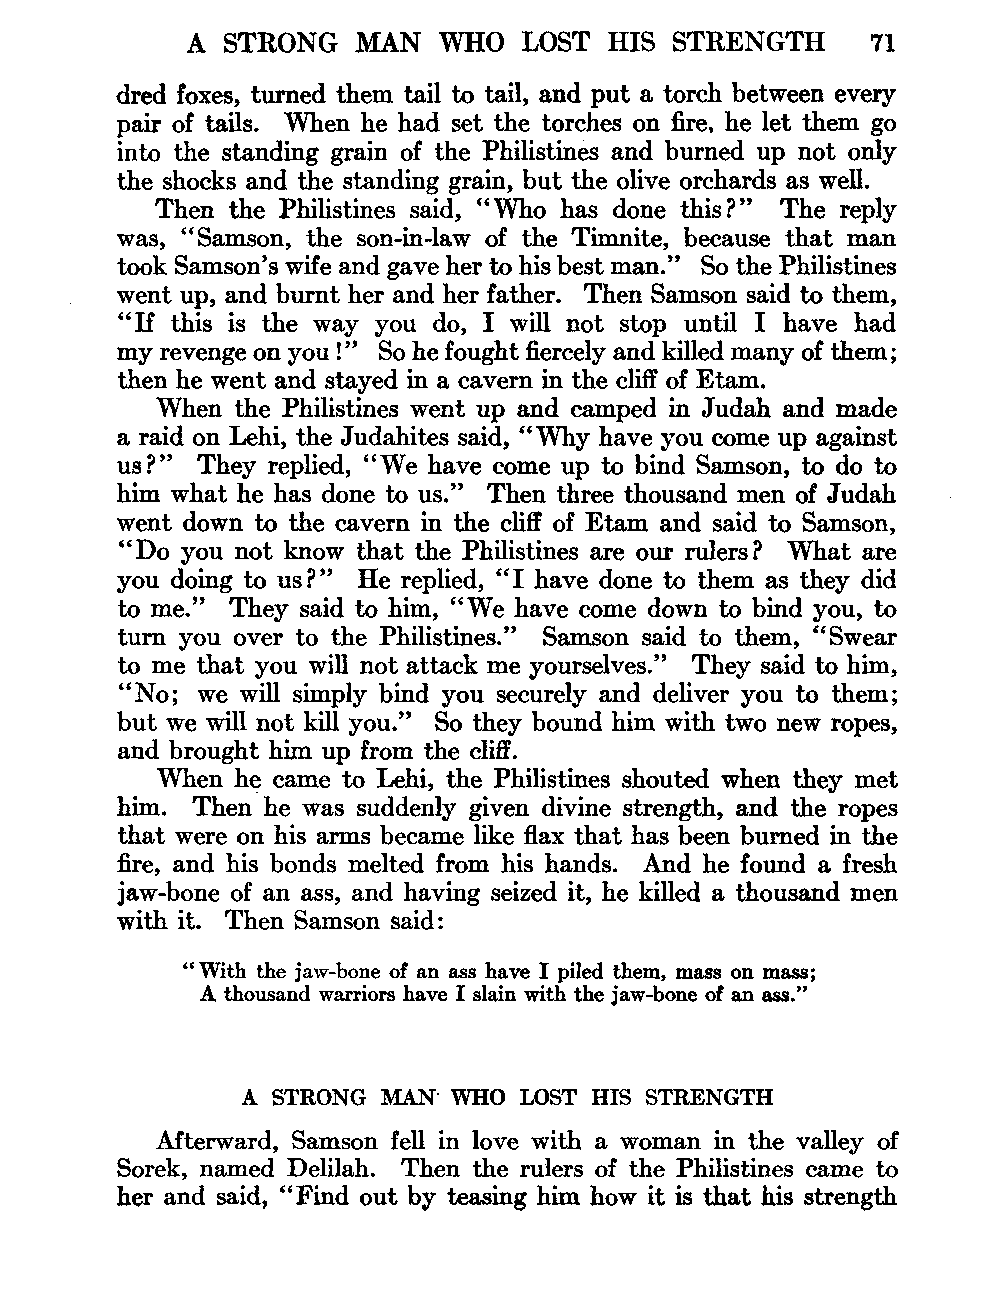 A STRONG MAN WHO LOST HIS STRENGTH 71
dred foxes, turned them tail to tail, and put a torch between every
pair of tails. When he had set the torches on fire, he let them go
into the standing grain of the Philistines and burned up not only
the shocks and the standing grain, but the olive orchards as well.
Then the Philistines said, “Who has done this?” The reply
was, “Samson, the son-in-law of the Timnite, because that man
took Samson’s wife and gave her to his best man.” So the Philistines
went up, and burnt her and her father. Then Samson said to them,
“If this is the way you do, I will not stop until I have had
my revenge on you!” So he fought fiercely and killed many of them;
then he went and stayed in a cavern in the cliff of Etam.
When the Philistines went up and camped in Judah and made
a raid on Lehi, the Judahites said, “Why have you come up against
us?” They replied, “We have come up to bind Samson, to do to
him what he has done to us.” Then three thousand men of Judah
went down to the cavern in the cliff of Etam and said to Samson,
“Do you not know that the Philistines are our rulers? What are
you doing to us?” He replied, “I have done to them as they did
to me.” They said to him, “We have come down to bind you, to
turn you over to the Philistines.” Samson said to them, “Swear
to me that you will not attack me yourselves.” They said to him,
“No; we will simply bind you securely and deliver you to them;
but we will not kill you.” So they bound him with two new ropes,
and brought him up from the cliff.
When he came to Lehi, the Philistines shouted when they met
him. Then he was suddenly given divine strength, and the ropes
that were on his arms became like flax that has been burned in the
fire, and his bonds melted from his hands. And he found a fresh
jaw-bone of an ass, and having seized it, he killed a thousand men
with it. Then Samson said:
“With the jaw-bone of an ass have I piled them, mass on mass;
A thousand warriors have I slain with the jaw-bone of an ass.”
A STRONG MAN WHO LOST HIS STRENGTH
Afterward, Samson fell in love with a woman in the valley of
Sorek, named Delilah. Then the rulers of the Philistines came to
her and said, “Find out by teasing him how it is that his strength